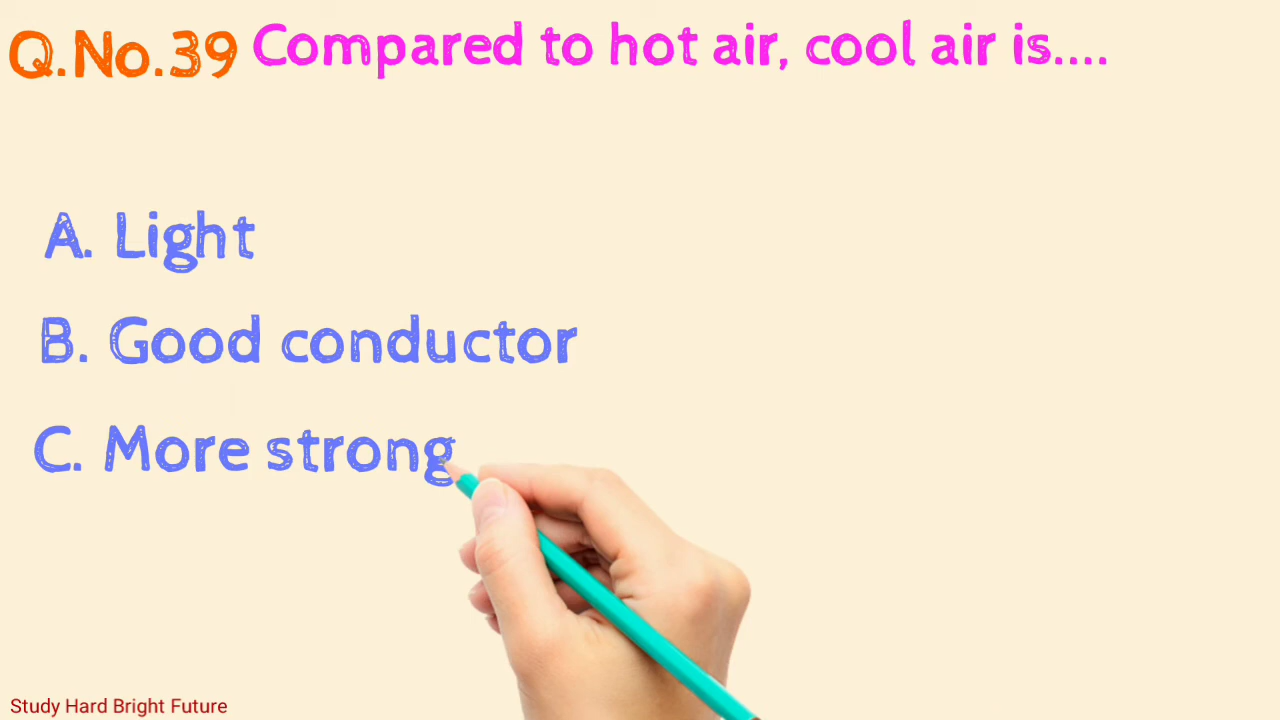 Q.No.39 Compared to hot air, cool air is....
A. Light
B. Good conductor
C. More strong
Study Hard Bright Future